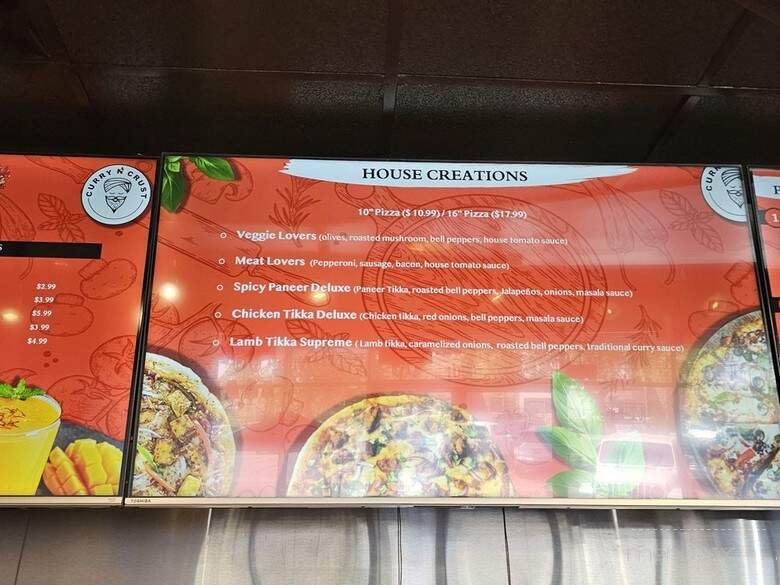 CURRY N' CRUST
S
$2.99
$3.99
$5.99
$3.99
$4.99
TOSHIBA
HOUSE CREATIONS
10" Pizza ($ 10.99) / 16" Pizza ($17.99)
Veggie Lovers (olives, roasted mushroom, bell peppers, house tomato sauce)
Meat Lovers (Pepperoni, sausage, bacon, house tomato sauce)
Spicy Paneer Deluxe (Paneer Tikka, roasted bell peppers, Jalapeños, onions, masala sauce)
Chicken Tikka Deluxe (Chicken tikka, red onions, bell peppers, masala sauce)
Lamb Tikka Supreme ( Lamb tikka, caramelized onions, roasted bell peppers, traditional curry sauce)
CUR
1